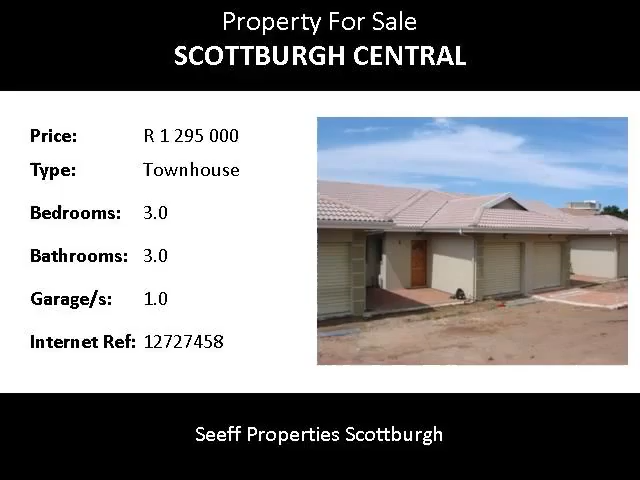 Property For Sale
SCOTTBURGH CENTRAL
Price: R 1 295 000
Type: Townhouse
Bedrooms: 3.0
Bathrooms: 3.0
Garage/s: 1.0
Internet Ref: 12727458
Seeff Properties Scottburgh